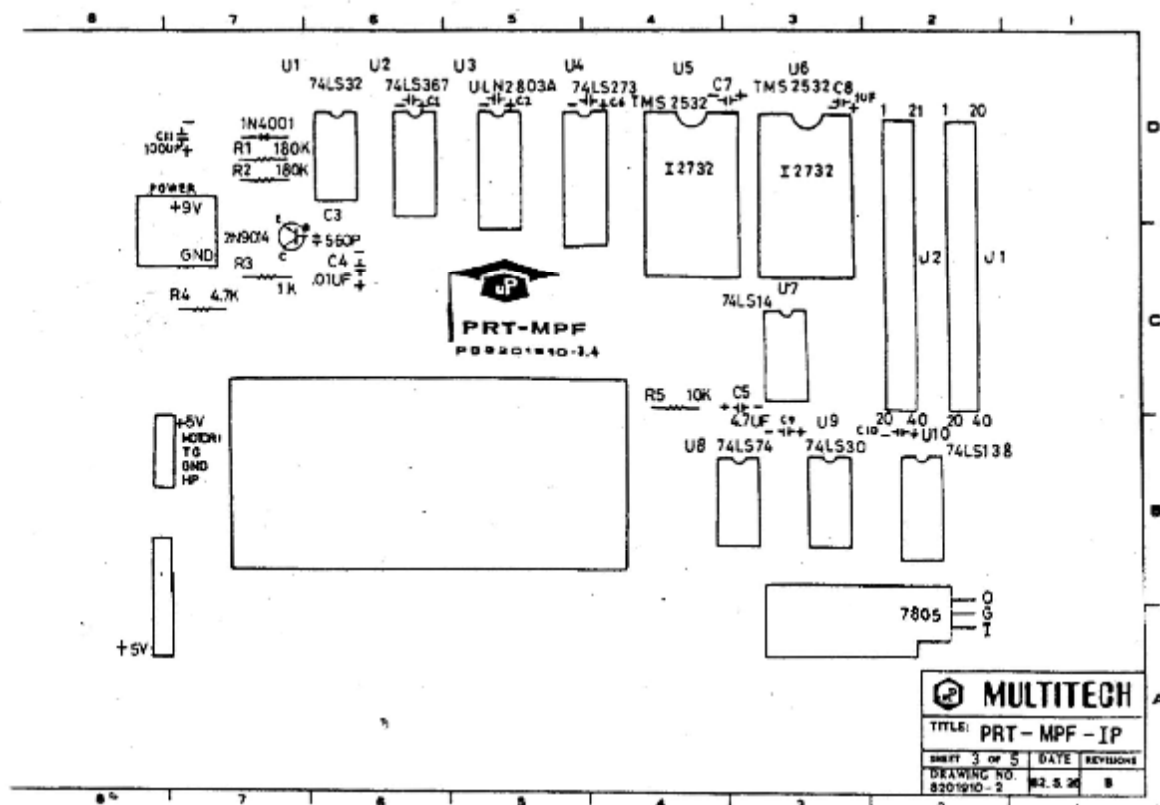 8 7 6 5 4 3 2 1
U1 U2 U3 U4 U5 U6
74LS32 74LS367 ULN2803A 74LS273 TMS 2532 TMS 2532
C1 C2 C6 C7 C8 1UF
1 21 1 20
D
C11 100UF
1N4001
R1 180K
R2 180K
I2732 I2732
POWER
+9V
GND
2N9014
E
C
C3
560P
C4
.01UF
R3
1K
R4 4.7K
J2 J1
U7
74LS14
C
PRT-MPF
R5 10K C5
4.7UF
C9
20 40 20 40
C10
+5V
MOTOR1
TG
GND
HP
U8 74LS74
U9
74LS30
U10
74LS138
B
7805
O
G
I
+5V
A
MULTITECH
TITLE: PRT-MPF-IP
SHEET 3 OF 5 DATE REVISIONS
DRAWING NO.
8201910-2 B
7 6 5 4 3